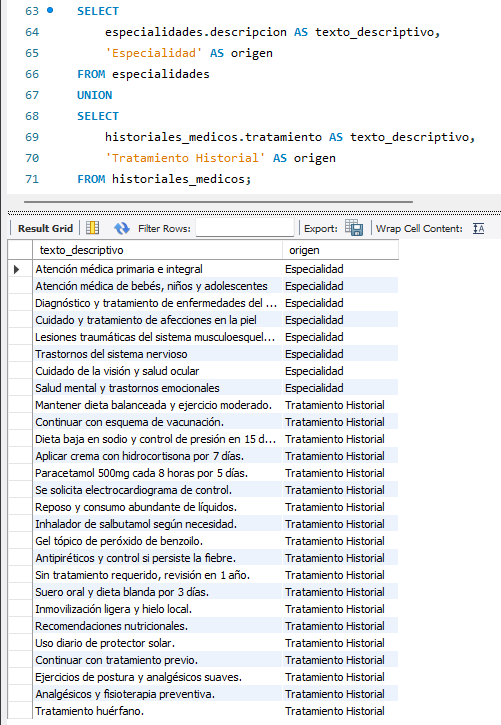 63 SELECT
64 especialidades.descripcion AS texto_descriptivo,
65 'Especialidad' AS origen
66 FROM especialidades
67 UNION
68 SELECT
69 historiales_medicos.tratamiento AS texto_descriptivo,
70 'Tratamiento Historial' AS origen
71 FROM historiales_medicos;
Result Grid Filter Rows: Export: Wrap Cell Content:
texto_descriptivo origen
Atención médica primaria e integral Especialidad
Atención médica de bebés, niños y adolescentes Especialidad
Diagnóstico y tratamiento de enfermedades del ... Especialidad
Cuidado y tratamiento de afecciones en la piel Especialidad
Lesiones traumáticas del sistema musculoesquel... Especialidad
Trastornos del sistema nervioso Especialidad
Cuidado de la visión y salud ocular Especialidad
Salud mental y trastornos emocionales Especialidad
Mantener dieta balanceada y ejercicio moderado. Tratamiento Historial
Continuar con esquema de vacunación. Tratamiento Historial
Dieta baja en sodio y control de presión en 15 d... Tratamiento Historial
Aplicar crema con hidrocortisona por 7 días. Tratamiento Historial
Paracetamol 500mg cada 8 horas por 5 días. Tratamiento Historial
Se solicita electrocardiograma de control. Tratamiento Historial
Reposo y consumo abundante de líquidos. Tratamiento Historial
Inhalador de salbutamol según necesidad. Tratamiento Historial
Gel tópico de peróxido de benzoilo. Tratamiento Historial
Antipiréticos y control si persiste la fiebre. Tratamiento Historial
Sin tratamiento requerido, revisión en 1 año. Tratamiento Historial
Suero oral y dieta blanda por 3 días. Tratamiento Historial
Inmovilización ligera y hielo local. Tratamiento Historial
Recomendaciones nutricionales. Tratamiento Historial
Uso diario de protector solar. Tratamiento Historial
Continuar con tratamiento previo. Tratamiento Historial
Ejercicios de postura y analgésicos suaves. Tratamiento Historial
Analgésicos y fisioterapia preventiva. Tratamiento Historial
Tratamiento huérfano. Tratamiento Historial